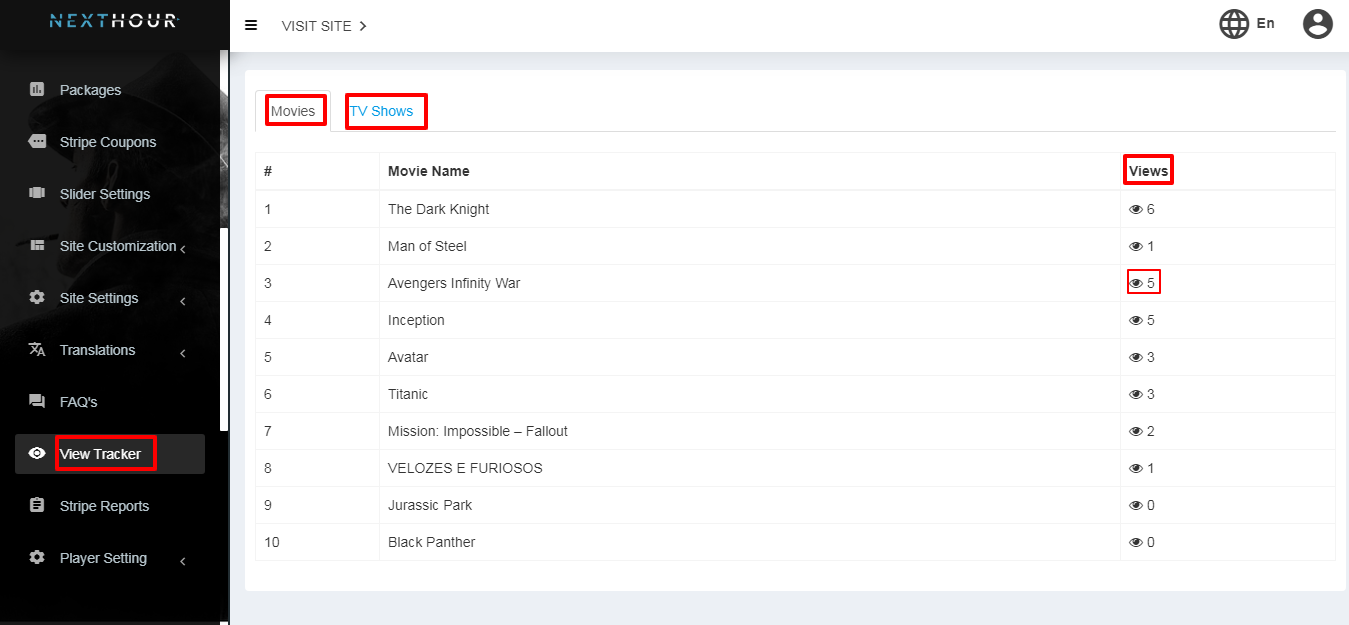 NEXTHOUR
VISIT SITE
En
Packages
Stripe Coupons
Slider Settings
Site Customization
Site Settings
Translations
FAQ's
View Tracker
Stripe Reports
Player Setting
Movies TV Shows
# Movie Name Views
1 The Dark Knight 6
2 Man of Steel 1
3 Avengers Infinity War 5
4 Inception 5
5 Avatar 3
6 Titanic 3
7 Mission: Impossible – Fallout 2
8 VELOZES E FURIOSOS 1
9 Jurassic Park 0
10 Black Panther 0